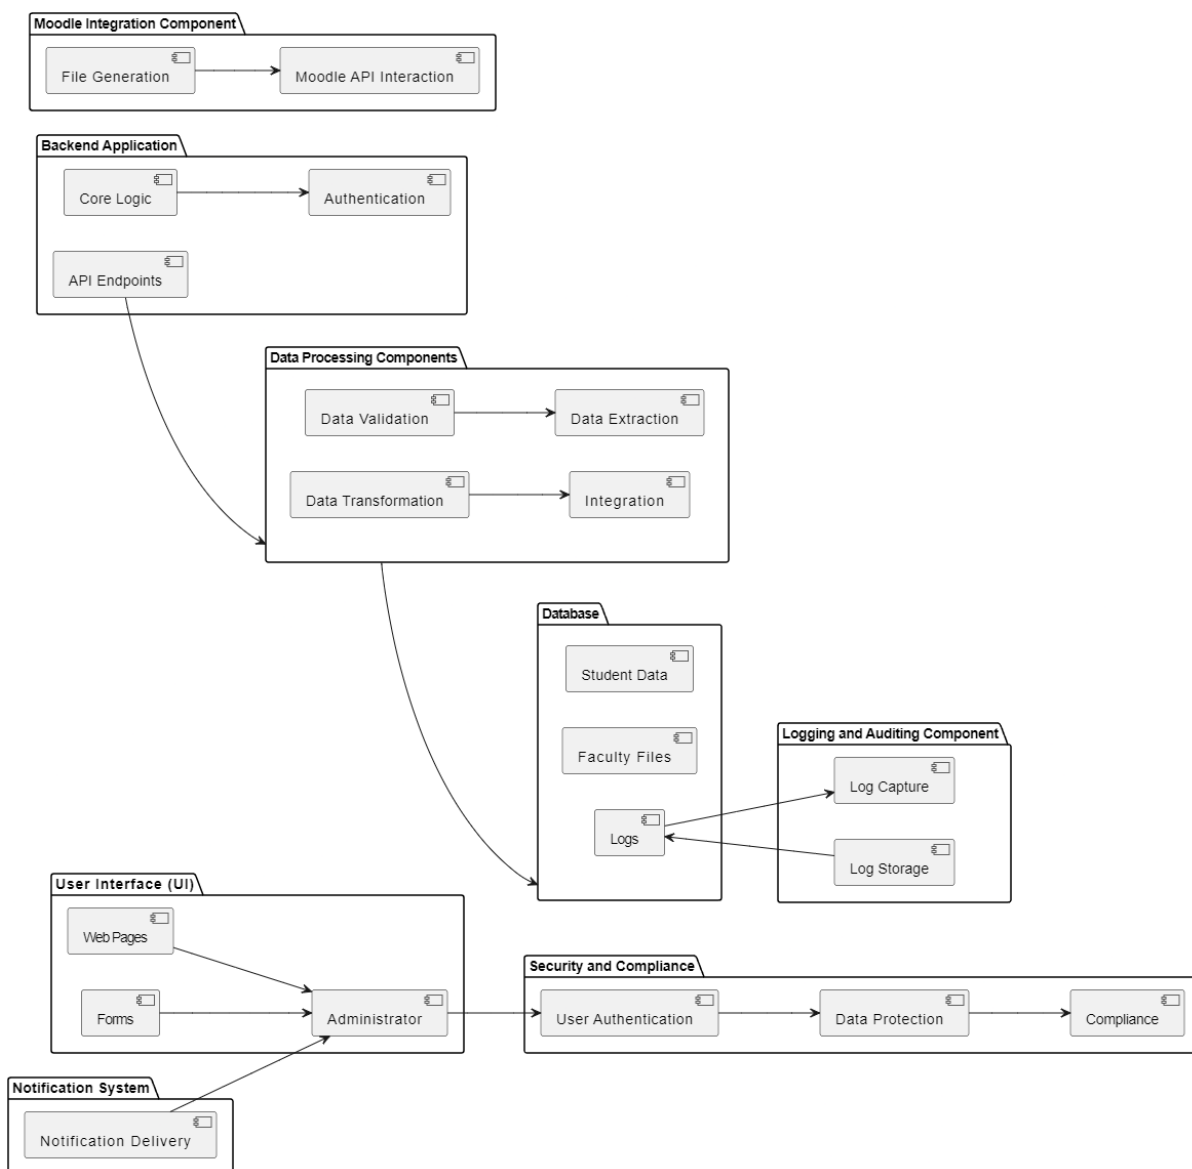 Moodle Integration Component
File Generation
Moodle API Interaction
Backend Application
Core Logic
Authentication
API Endpoints
Data Processing Components
Data Validation
Data Extraction
Data Transformation
Integration
Database
Student Data
Faculty Files
Logs
Logging and Auditing Component
Log Capture
Log Storage
User Interface (UI)
Web Pages
Forms
Administrator
Security and Compliance
User Authentication
Data Protection
Compliance
Notification System
Notification Delivery